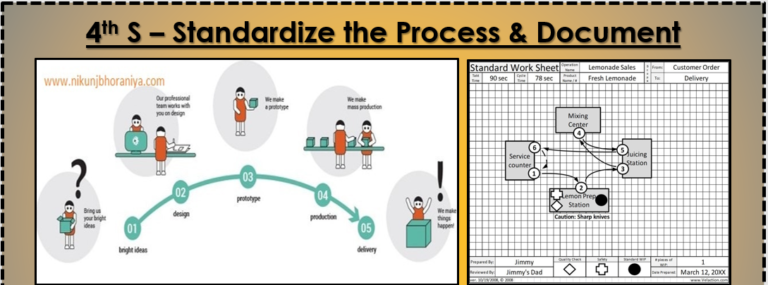 4th S – Standardize the Process & Document
www.nikunjbhoraniya.com
Our professional
team works with
you on design
We make
a prototype
We make
mass production
?
Bring us
your bright
ideas
!
We make
things
happen!
01
bright ideas
02
design
03
prototype
04
production
05
delivery
Standard Work Sheet
Operation Name
Lemonade Sales
From:
Customer Order
Takt Time
90 sec
Cycle Time
78 sec
Product Name / #
Fresh Lemonade
To:
Delivery
Mixing
Center
4
6
Service
counter
1
5
Juicing
Station
3
2
Lemon Prep
Station
Caution: Sharp knives
Prepared By:
Jimmy
Quality Check
Safety
Standard WIP
# pieces of
1
Reviewed By:
Jimmy's Dad
Date Prepared:
March 12, 20XX